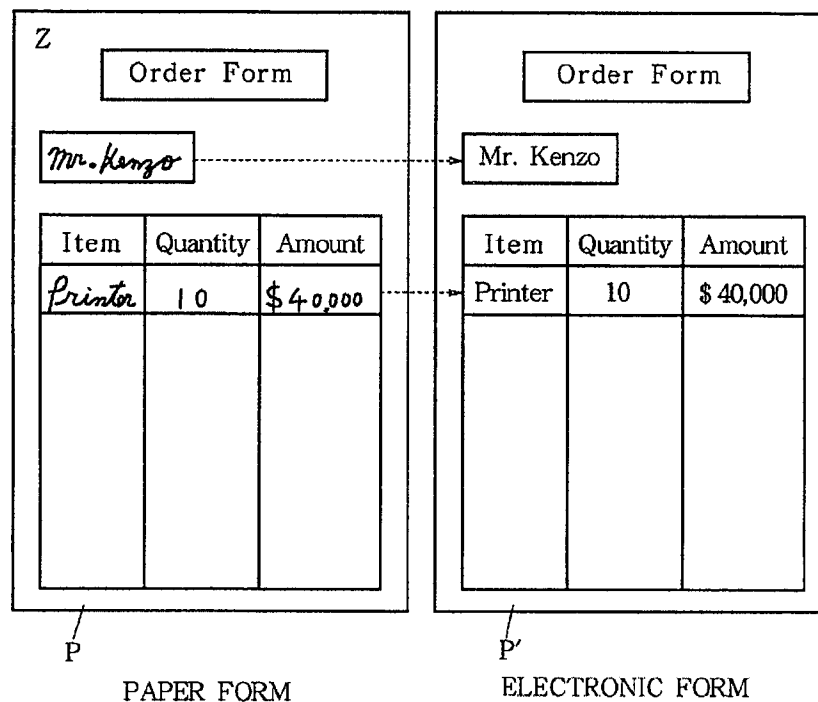 Z
Order Form
Mr. Kenzo
Item Quantity Amount
Printer 10 $40,000
P
PAPER FORM
Order Form
Mr. Kenzo
Item Quantity Amount
Printer 10 $40,000
P'
ELECTRONIC FORM